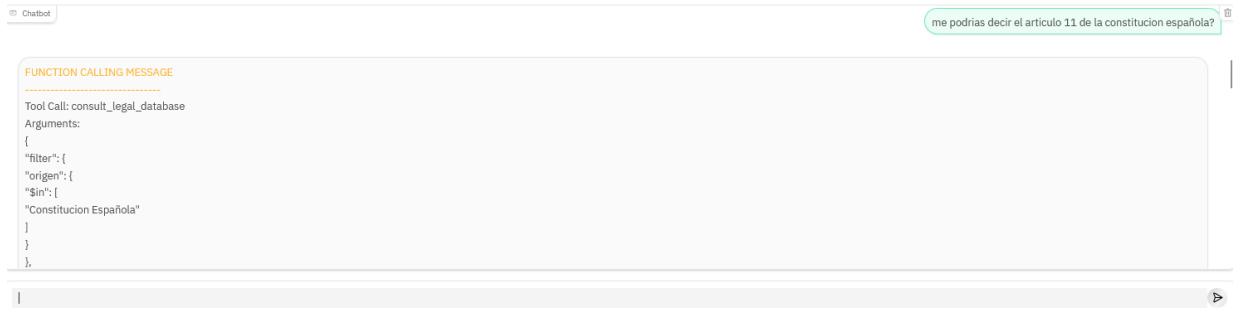 Chatbot
me podrias decir el articulo 11 de la constitucion española?
FUNCTION CALLING MESSAGE
--------------------------------
Tool Call: consult_legal_database
Arguments:
{
"filter": {
"origen": {
"$in": [
"Constitucion Española"
]
}
},